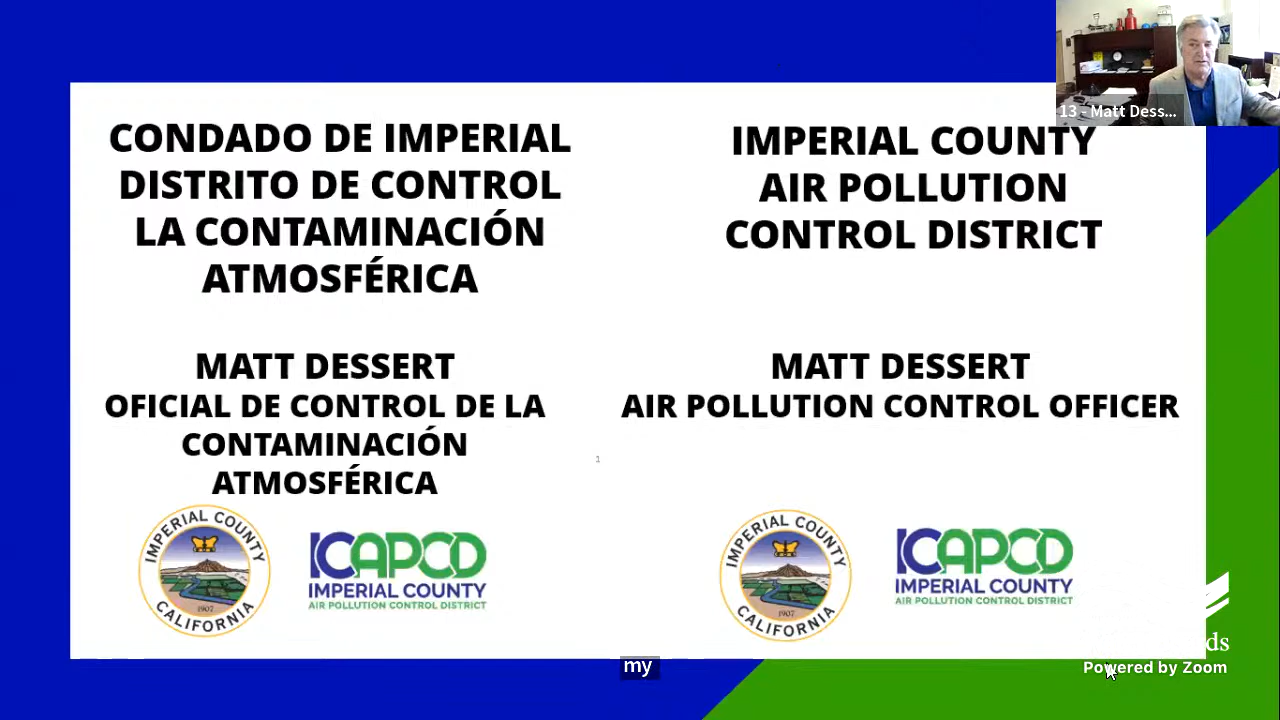 13 - Matt Dess...
CONDADO DE IMPERIAL
DISTRITO DE CONTROL
LA CONTAMINACIÓN
ATMOSFÉRICA
MATT DESSERT
OFICIAL DE CONTROL DE LA
CONTAMINACIÓN
ATMOSFÉRICA
IMPERIAL COUNTY
CALIFORNIA
1907
ICAPCD
IMPERIAL COUNTY
AIR POLLUTION CONTROL DISTRICT
1
IMPERIAL COUNTY
AIR POLLUTION
CONTROL DISTRICT
MATT DESSERT
AIR POLLUTION CONTROL OFFICER
IMPERIAL COUNTY
CALIFORNIA
1907
ICAPCD
IMPERIAL COUNTY
AIR POLLUTION CONTROL DISTRICT
my
Powered by Zoom